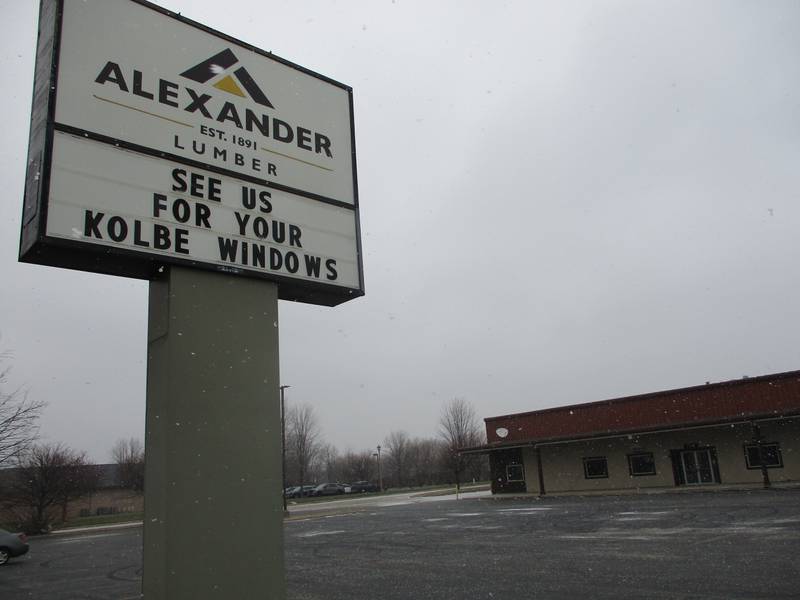 ALEXANDER
EST. 1891
LUMBER
SEE US
FOR YOUR
KOLBE WINDOWS